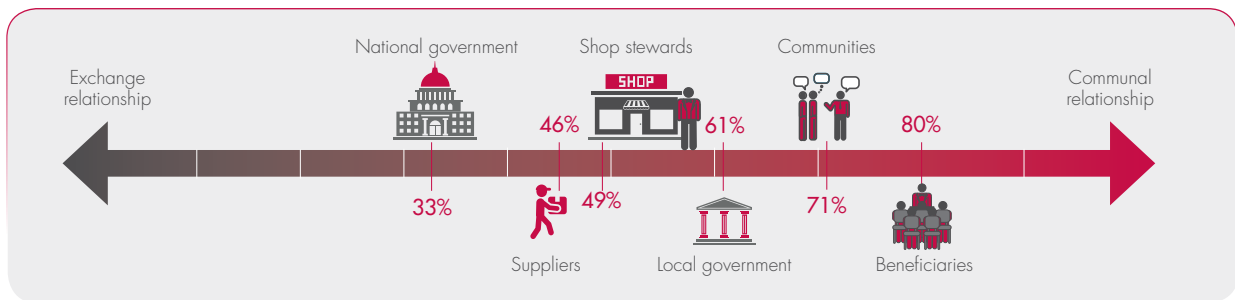 National government
Shop stewards
Communities
Exchange
relationship
Communal
relationship
SHOP
46%
61%
80%
33%
49%
71%
Suppliers
Local government
Beneficiaries